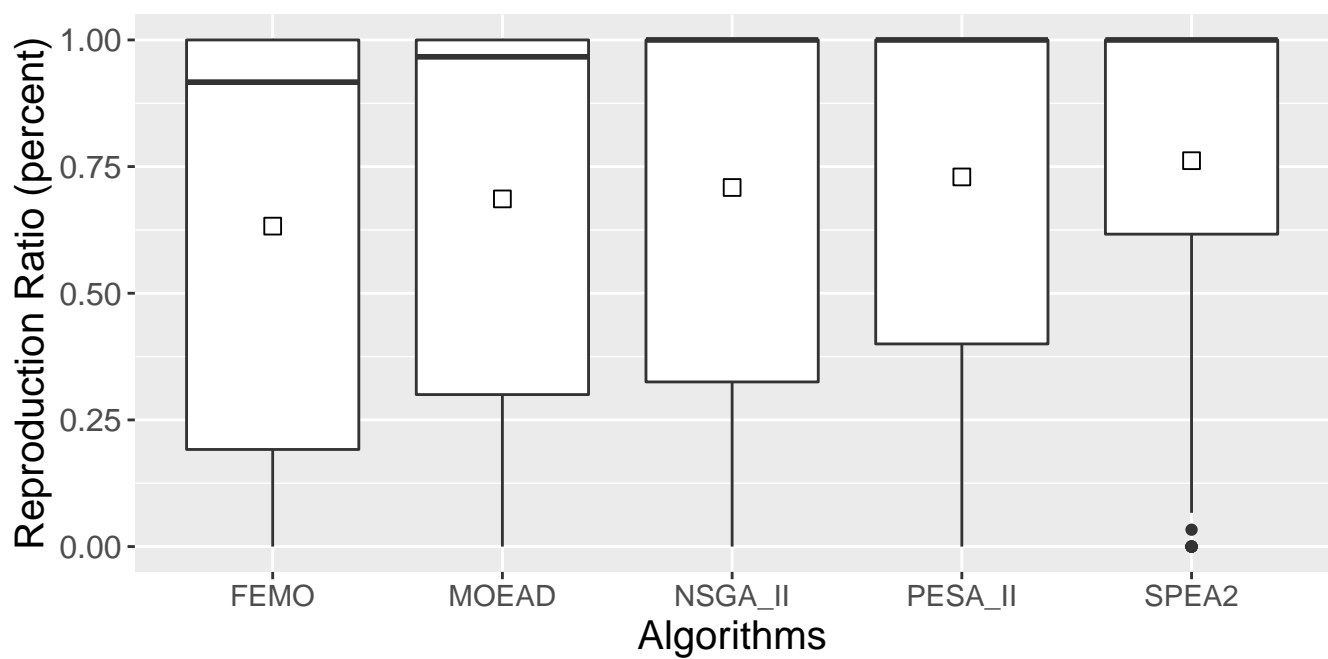 Reproduction Ratio (percent)
1.00
0.75
0.50
0.25
0.00
FEMO MOEAD NSGA_II PESA_II SPEA2
Algorithms